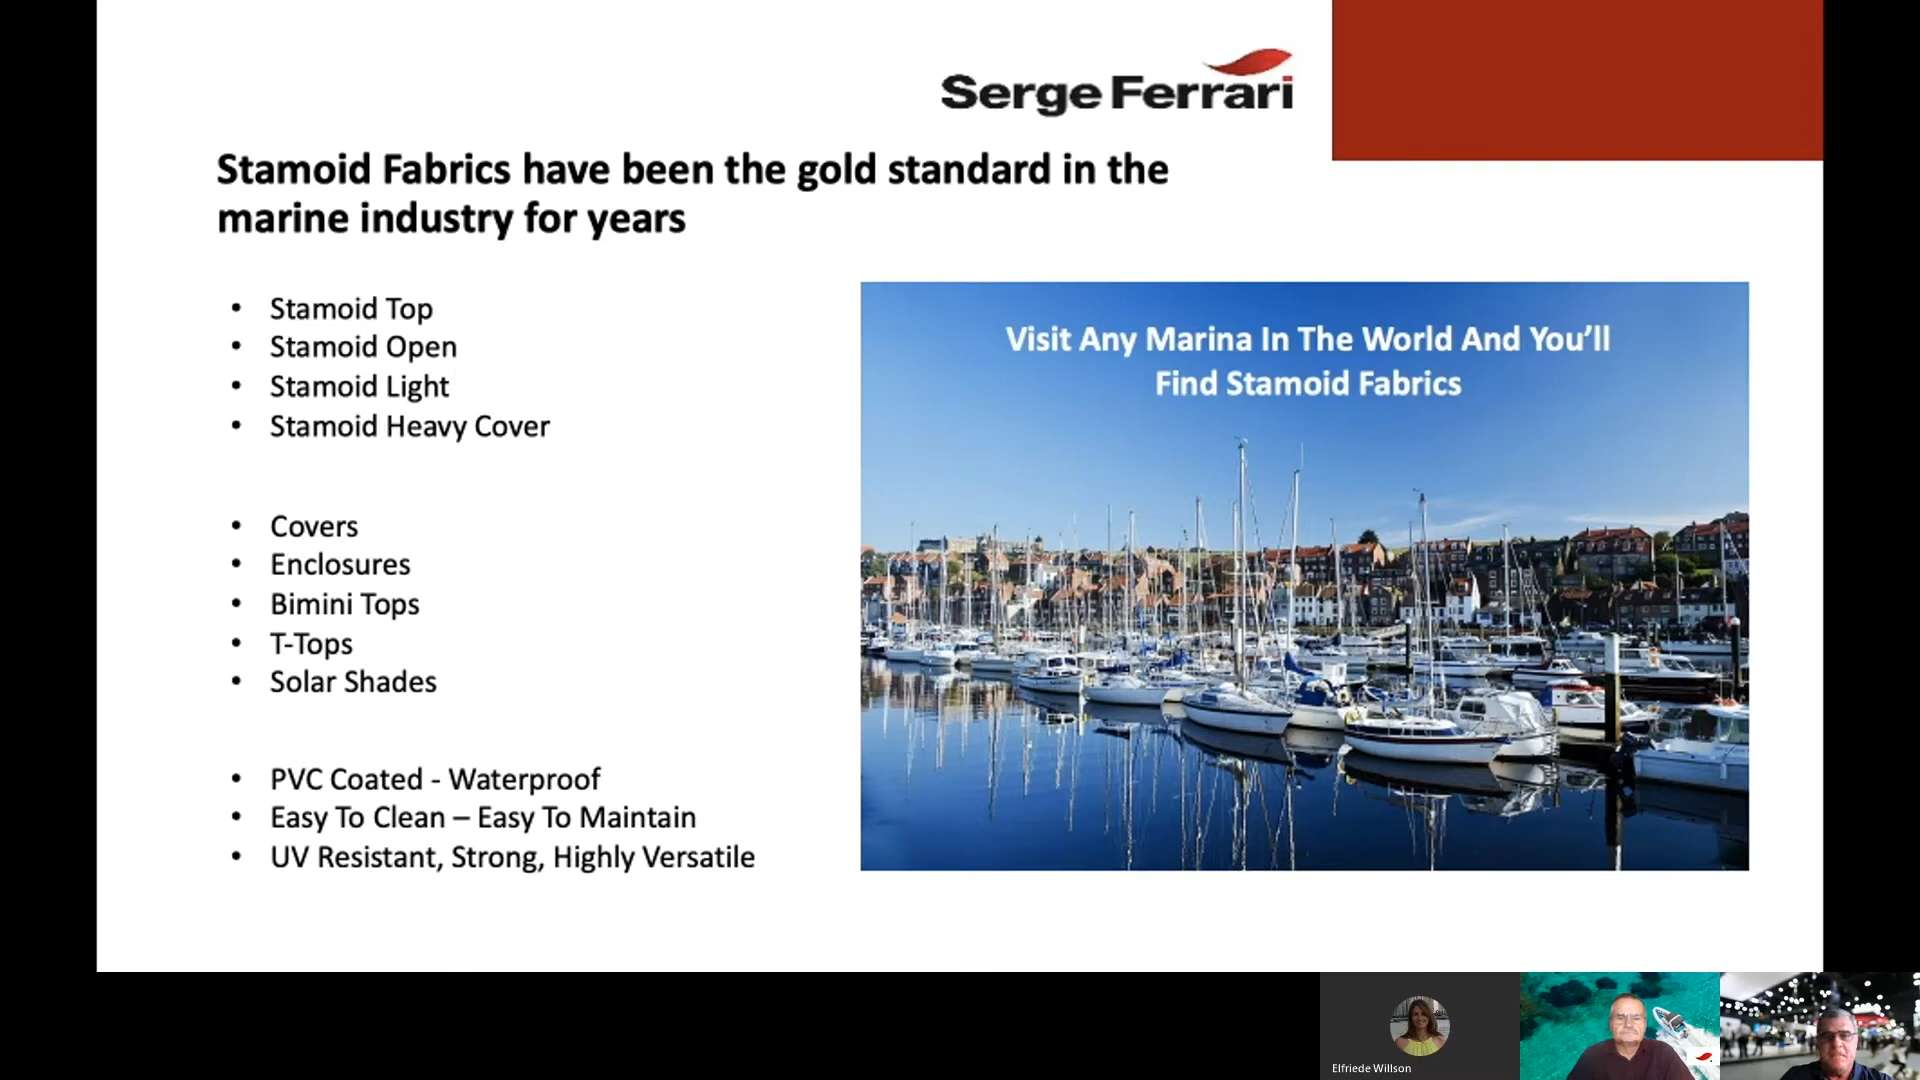 Serge Ferrari
Stamoid Fabrics have been the gold standard in the
marine industry for years
• Stamoid Top
• Stamoid Open
• Stamoid Light
• Stamoid Heavy Cover
• Covers
• Enclosures
• Bimini Tops
• T-Tops
• Solar Shades
• PVC Coated - Waterproof
• Easy To Clean – Easy To Maintain
• UV Resistant, Strong, Highly Versatile
Visit Any Marina In The World And You’ll
Find Stamoid Fabrics
Elfriede Willson